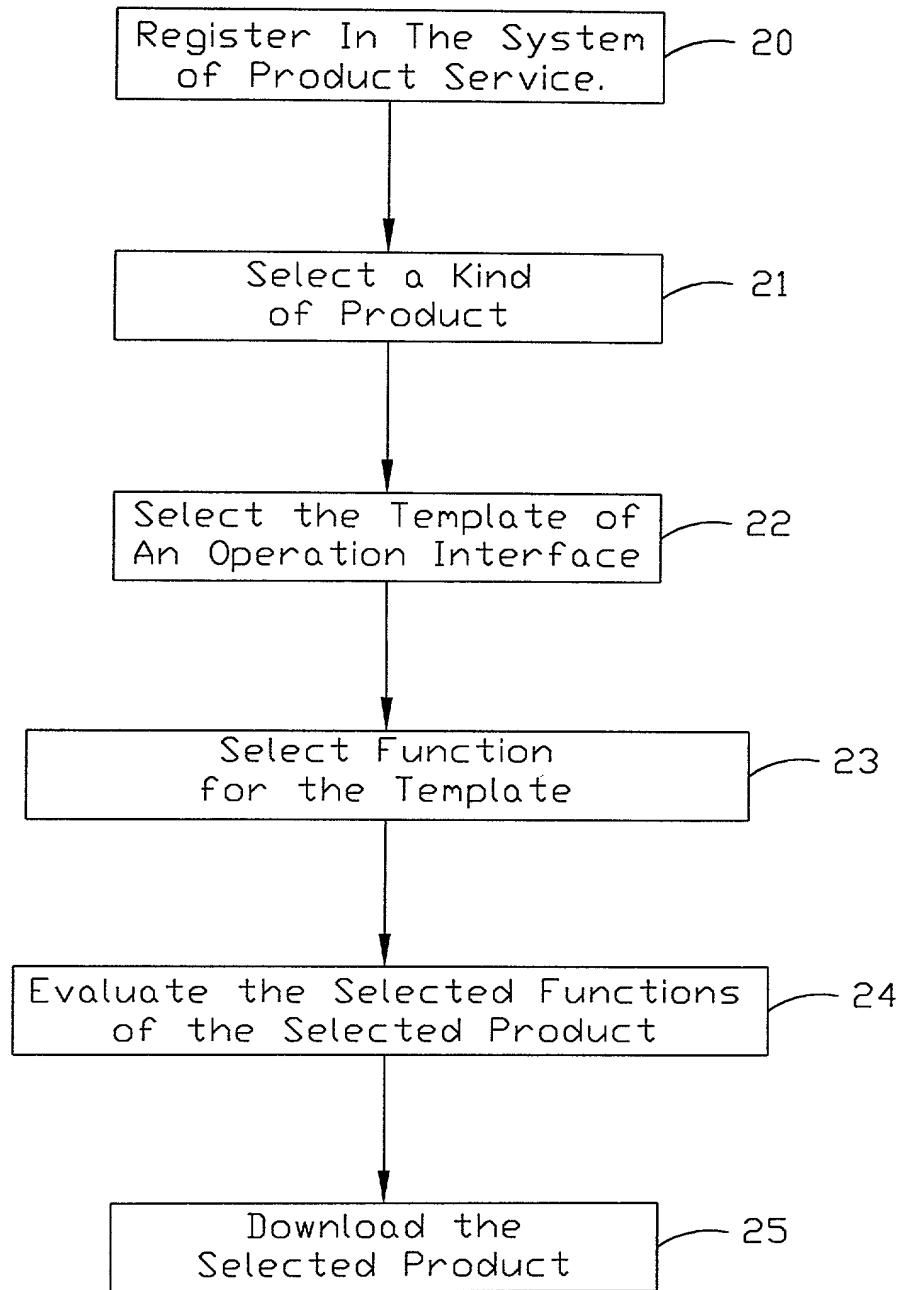 Register In The System
of Product Service.
20
Select a Kind
of Product
21
Select the Template of
An Operation Interface
22
Select Function
for the Template
23
Evaluate the Selected Functions
of the Selected Product
24
Download the
Selected Product
25